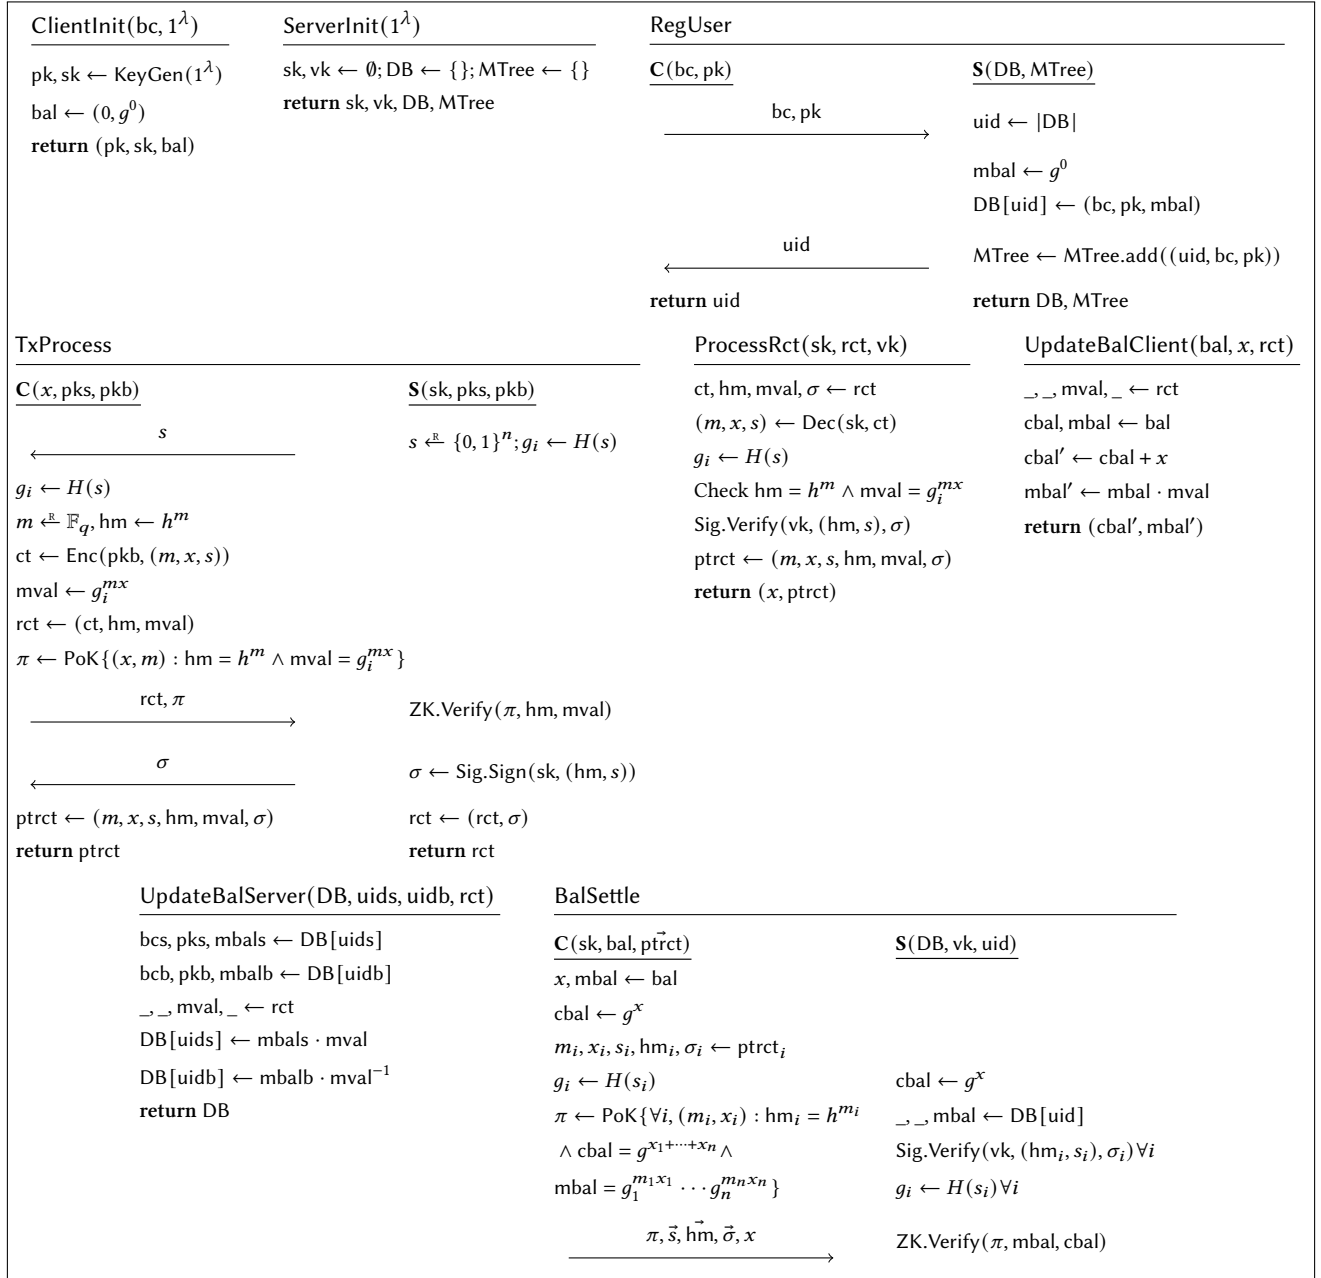 ClientInit(bc, 1^λ)
pk, sk ← KeyGen(1^λ)
bal ← (0, g^0)
return (pk, sk, bal)
ServerInit(1^λ)
sk, vk ← ∅; DB ← {}; MTree ← {}
return sk, vk, DB, MTree
RegUser
C(bc, pk)
S(DB, MTree)
bc, pk
uid ← |DB|
mbal ← g^0
DB[uid] ← (bc, pk, mbal)
uid
MTree ← MTree.add((uid, bc, pk))
return uid
return DB, MTree
TxProcess
C(x, pks, pkb)
S(sk, pks, pkb)
s
s ←^R {0, 1}^n; g_i ← H(s)
g_i ← H(s)
m ←^R 𝔽_q, hm ← h^m
ct ← Enc(pkb, (m, x, s))
mval ← g_i^{mx}
rct ← (ct, hm, mval)
π ← PoK{(x, m) : hm = h^m ∧ mval = g_i^{mx}}
rct, π
ZK.Verify(π, hm, mval)
σ
σ ← Sig.Sign(sk, (hm, s))
ptrct ← (m, x, s, hm, mval, σ)
rct ← (rct, σ)
return ptrct
return rct
ProcessRct(sk, rct, vk)
ct, hm, mval, σ ← rct
(m, x, s) ← Dec(sk, ct)
g_i ← H(s)
Check hm = h^m ∧ mval = g_i^{mx}
Sig.Verify(vk, (hm, s), σ)
ptrct ← (m, x, s, hm, mval, σ)
return (x, ptrct)
UpdateBalClient(bal, x, rct)
_, _, mval, _ ← rct
cbal, mbal ← bal
cbal′ ← cbal + x
mbal′ ← mbal · mval
return (cbal′, mbal′)
UpdateBalServer(DB, uids, uidb, rct)
bcs, pks, mbals ← DB[uids]
bcb, pkb, mbalb ← DB[uidb]
_, _, mval, _ ← rct
DB[uids] ← mbals · mval
DB[uidb] ← mbalb · mval^{-1}
return DB
BalSettle
C(sk, bal, ptrct⃗)
S(DB, vk, uid)
x, mbal ← bal
cbal ← g^x
m_i, x_i, s_i, hm_i, σ_i ← ptrct_i
g_i ← H(s_i)
cbal ← g^x
π ← PoK{∀i, (m_i, x_i) : hm_i = h^{m_i}
_, _, mbal ← DB[uid]
∧ cbal = g^{x_1+···+x_n} ∧
Sig.Verify(vk, (hm_i, s_i), σ_i)∀i
mbal = g_1^{m_1x_1} · · · g_n^{m_nx_n}}
g_i ← H(s_i)∀i
π, s⃗, hm⃗, σ⃗, x
ZK.Verify(π, mbal, cbal)